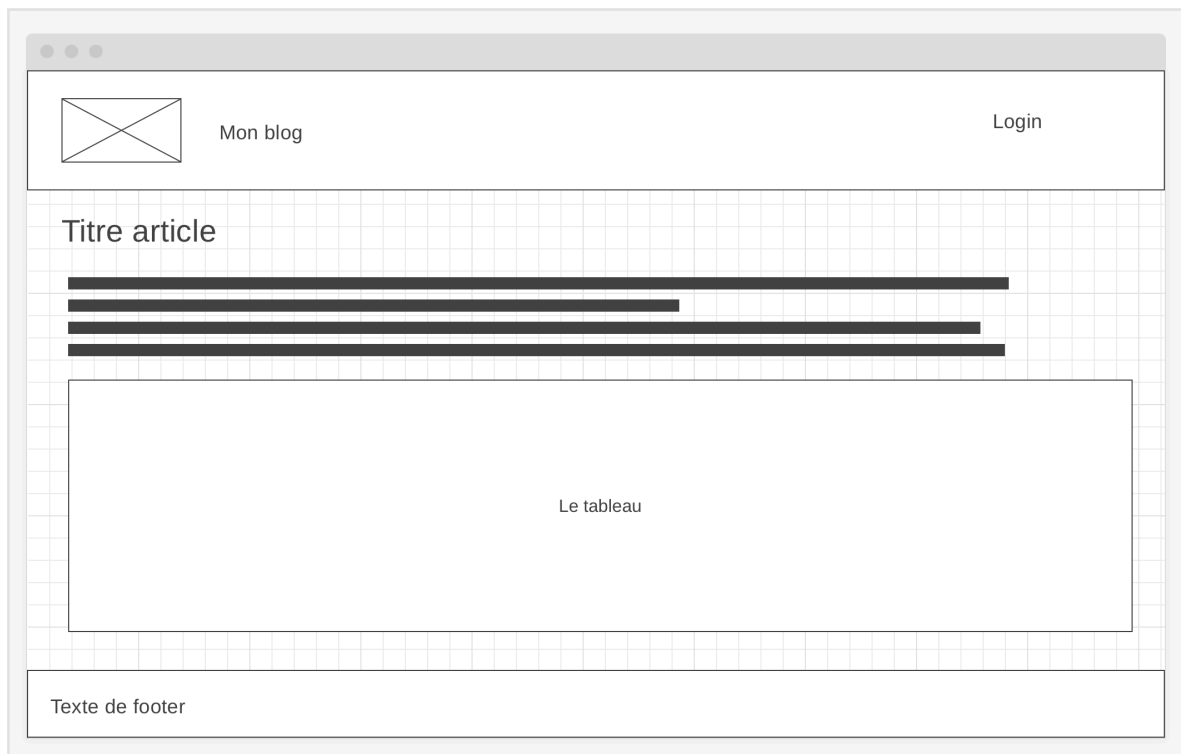 Mon blog
Login
Titre article
Le tableau
Texte de footer